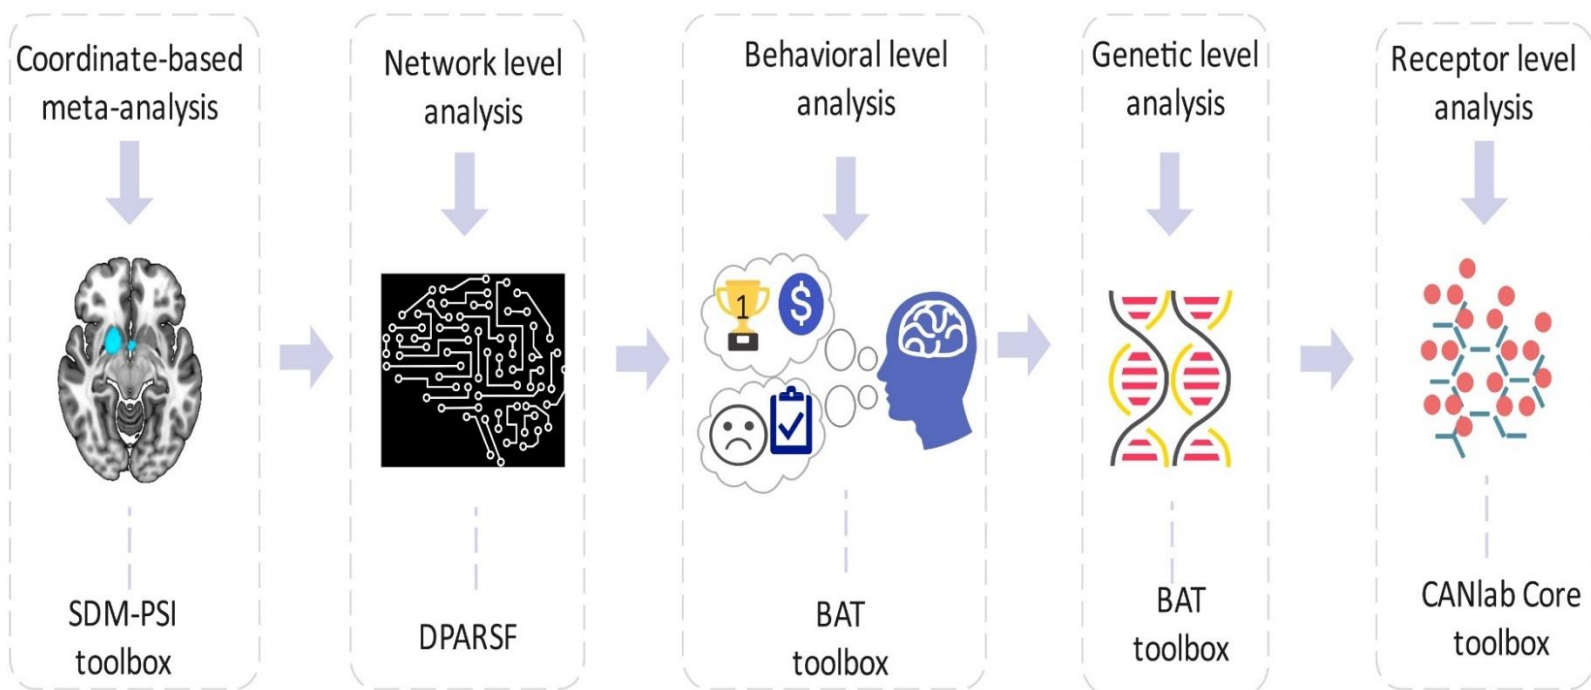 Coordinate-based
meta-analysis
SDM-PSI
toolbox
Network level
analysis
DPARSF
Behavioral level
analysis
1
$
BAT
toolbox
Genetic level
analysis
BAT
toolbox
Receptor level
analysis
CANlab Core
toolbox